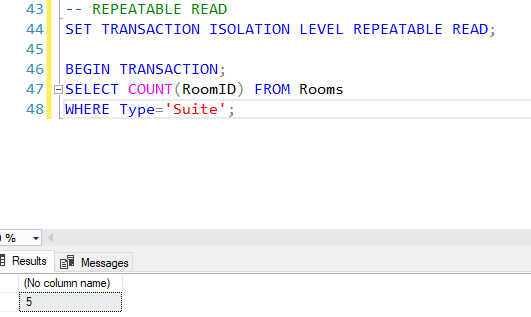 43 -- REPEATABLE READ
44 SET TRANSACTION ISOLATION LEVEL REPEATABLE READ;
45
46 BEGIN TRANSACTION;
47 SELECT COUNT(RoomID) FROM Rooms
48 WHERE Type='Suite';
%
Results Messages
(No column name)
5